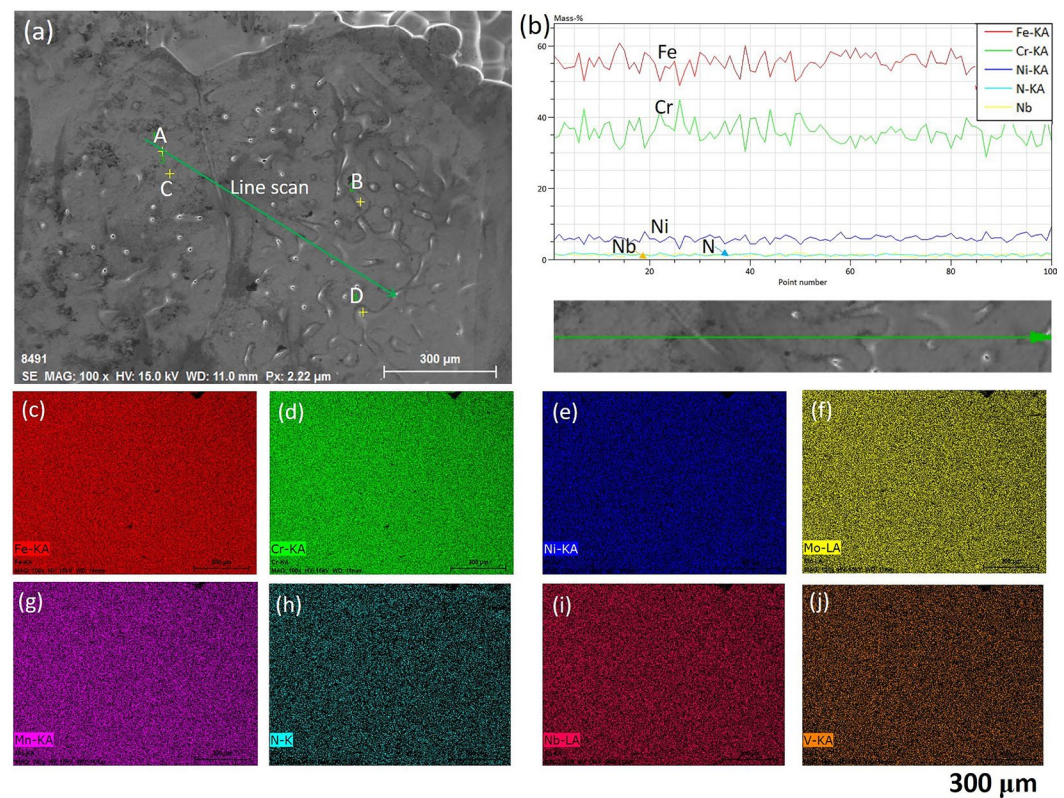 (a)
A
C
Line scan
B
D
8491
SE MAG: 100 x HV: 15.0 kV WD: 11.0 mm Px: 2.22 µm
300 µm
(b)
Mass-%
60
40
20
0
Fe
Cr
Ni
Nb
N
Fe-KA
Cr-KA
Ni-KA
N-KA
Nb
20
40
60
80
100
Point number
(c)
Fe-KA
(d)
Cr-KA
(e)
Ni-KA
(f)
Mo-LA
(g)
Mn-KA
(h)
N-K
(i)
Nb-LA
(j)
V-KA
300 µm